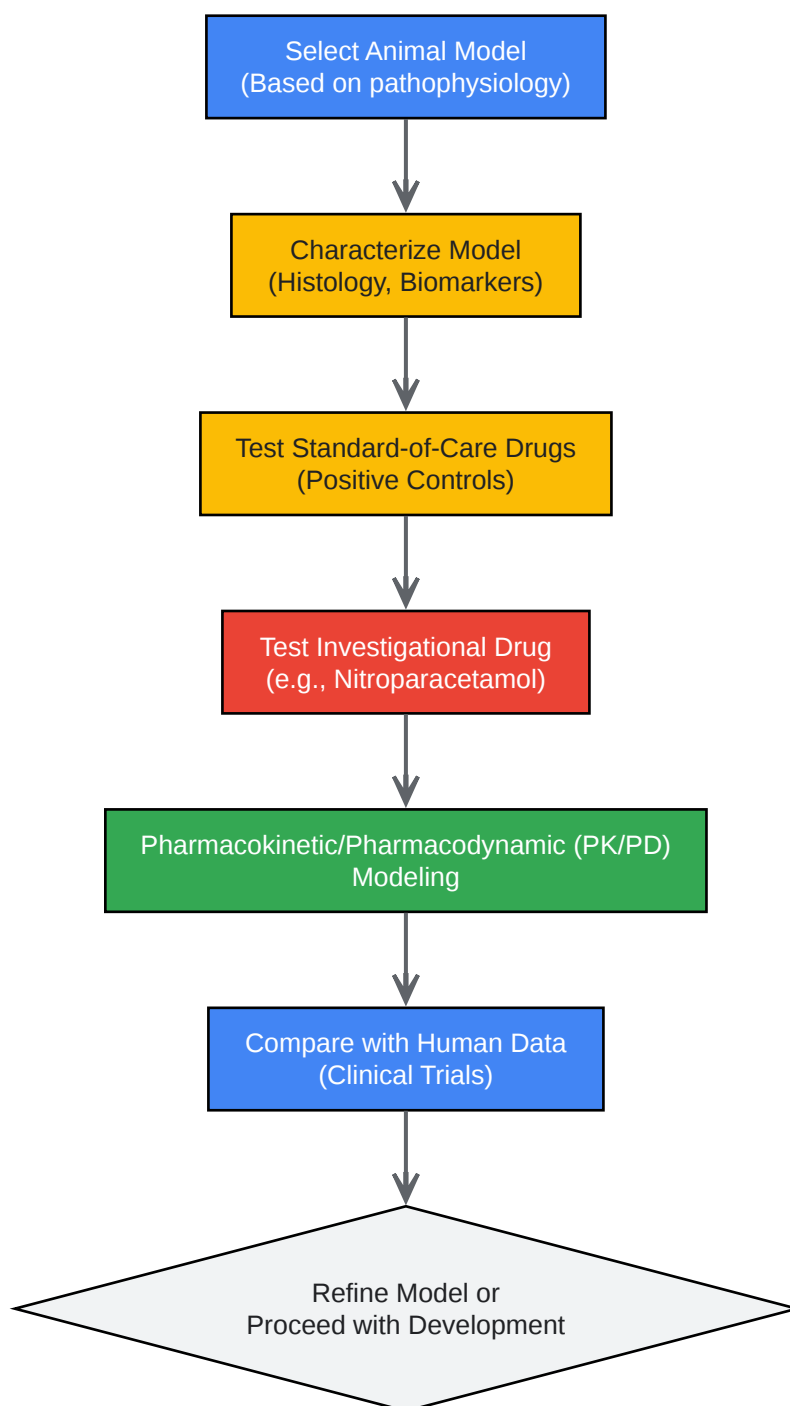 Select Animal Model
(Based on pathophysiology)
Characterize Model
(Histology, Biomarkers)
Test Standard-of-Care Drugs
(Positive Controls)
Test Investigational Drug
(e.g., Nitroparacetamol)
Pharmacokinetic/Pharmacodynamic (PK/PD)
Modeling
Compare with Human Data
(Clinical Trials)
Refine Model or
Proceed with Development